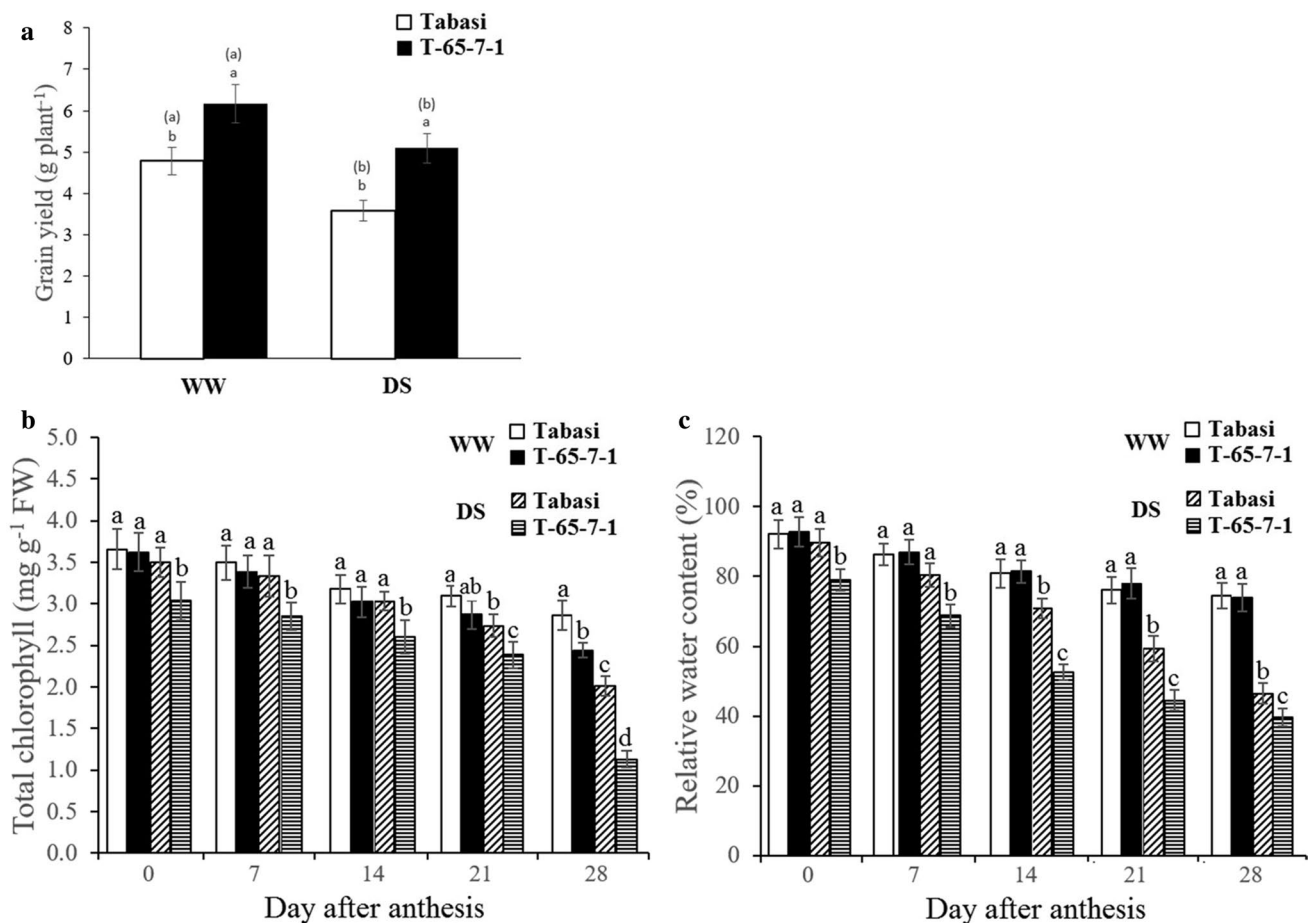 a
Tabasi
T-65-7-1
Grain yield (g plant⁻¹)
8
7
6
5
4
3
2
1
0
(a)
b
(a)
a
(b)
b
(b)
a
WW
DS
b
WW
Tabasi
T-65-7-1
DS
Tabasi
T-65-7-1
Total chlorophyll (mg g⁻¹ FW)
5.0
4.5
4.0
3.5
3.0
2.5
2.0
1.5
1.0
0.5
0.0
a a a b
a a a b
a a a b
a ab b c
a b c d
0 7 14 21 28
Day after anthesis
c
WW
Tabasi
T-65-7-1
DS
Tabasi
T-65-7-1
Relative water content (%)
120
100
80
60
40
20
0
a a a b
a a a b
a a b c
a a b c
a a b c
0 7 14 21 28
Day after anthesis